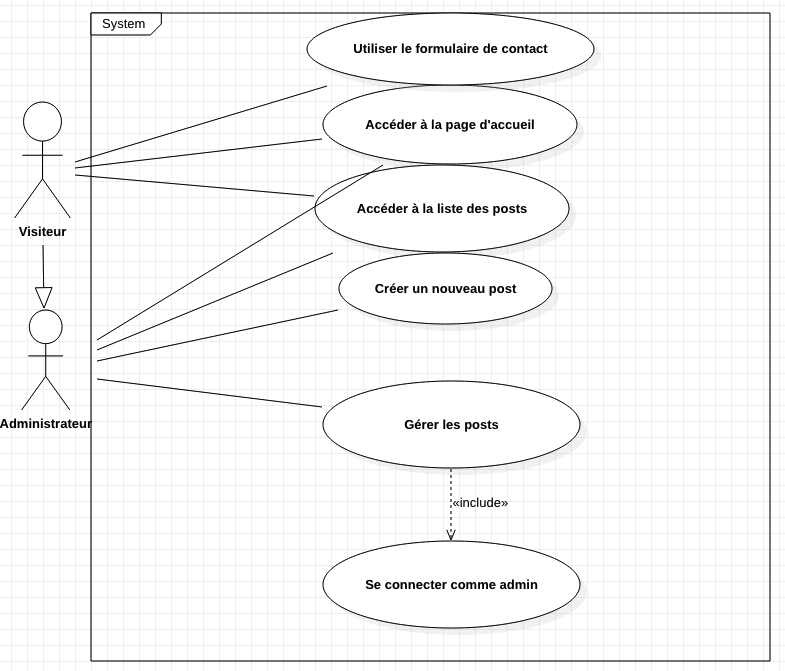 System
Utiliser le formulaire de contact
Accéder à la page d'accueil
Accéder à la liste des posts
Visiteur
Créer un nouveau post
Administrateur
Gérer les posts
«include»
Se connecter comme admin